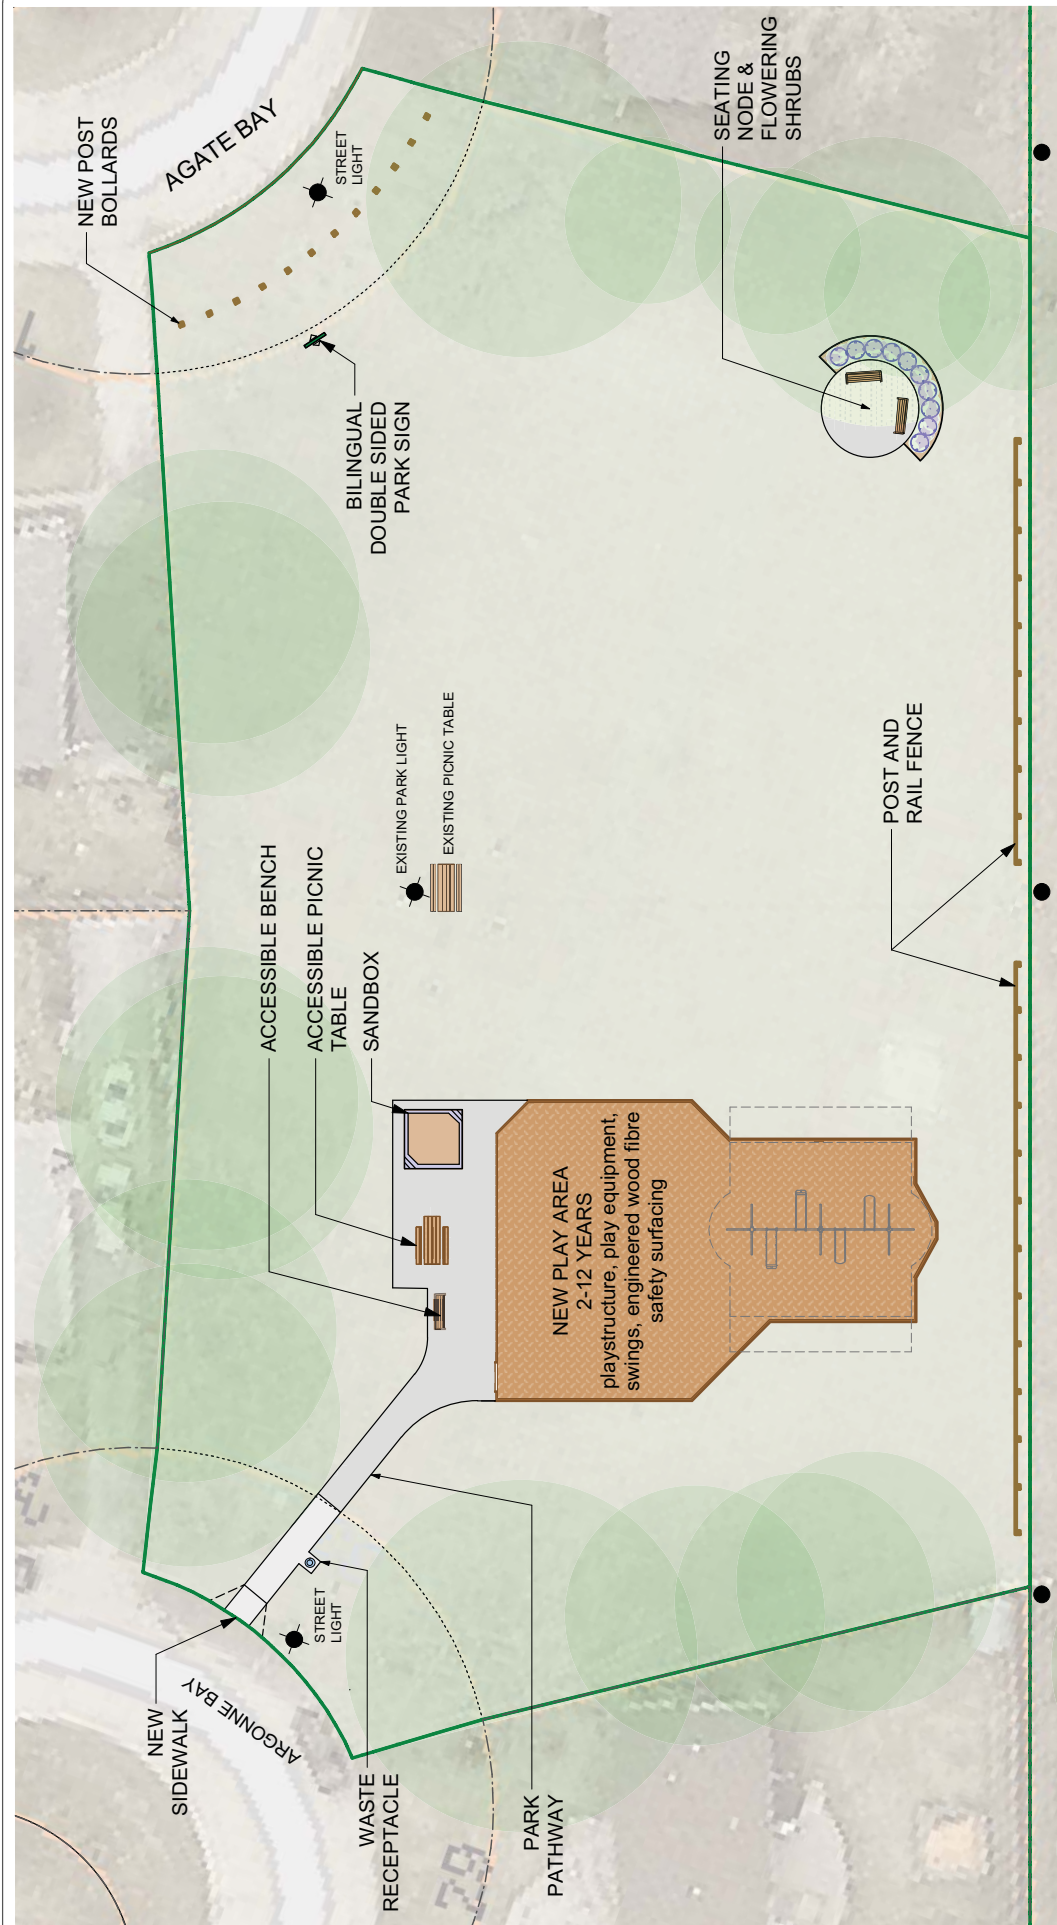 NEW POST
BOLLARDS
AGATE BAY
STREET
LIGHT
SEATING
NODE &
FLOWERING
SHRUBS
BILINGUAL
DOUBLE SIDED
PARK SIGN
EXISTING PARK LIGHT
EXISTING PICNIC TABLE
POST AND
RAIL FENCE
ACCESSIBLE BENCH
ACCESSIBLE PICNIC
TABLE
SANDBOX
NEW PLAY AREA
2-12 YEARS
playstructure, play equipment,
swings, engineered wood fibre
safety surfacing
STREET
LIGHT
NEW
SIDEWALK
ARGONNE BAY
WASTE
RECEPTACLE
PARK
PATHWAY